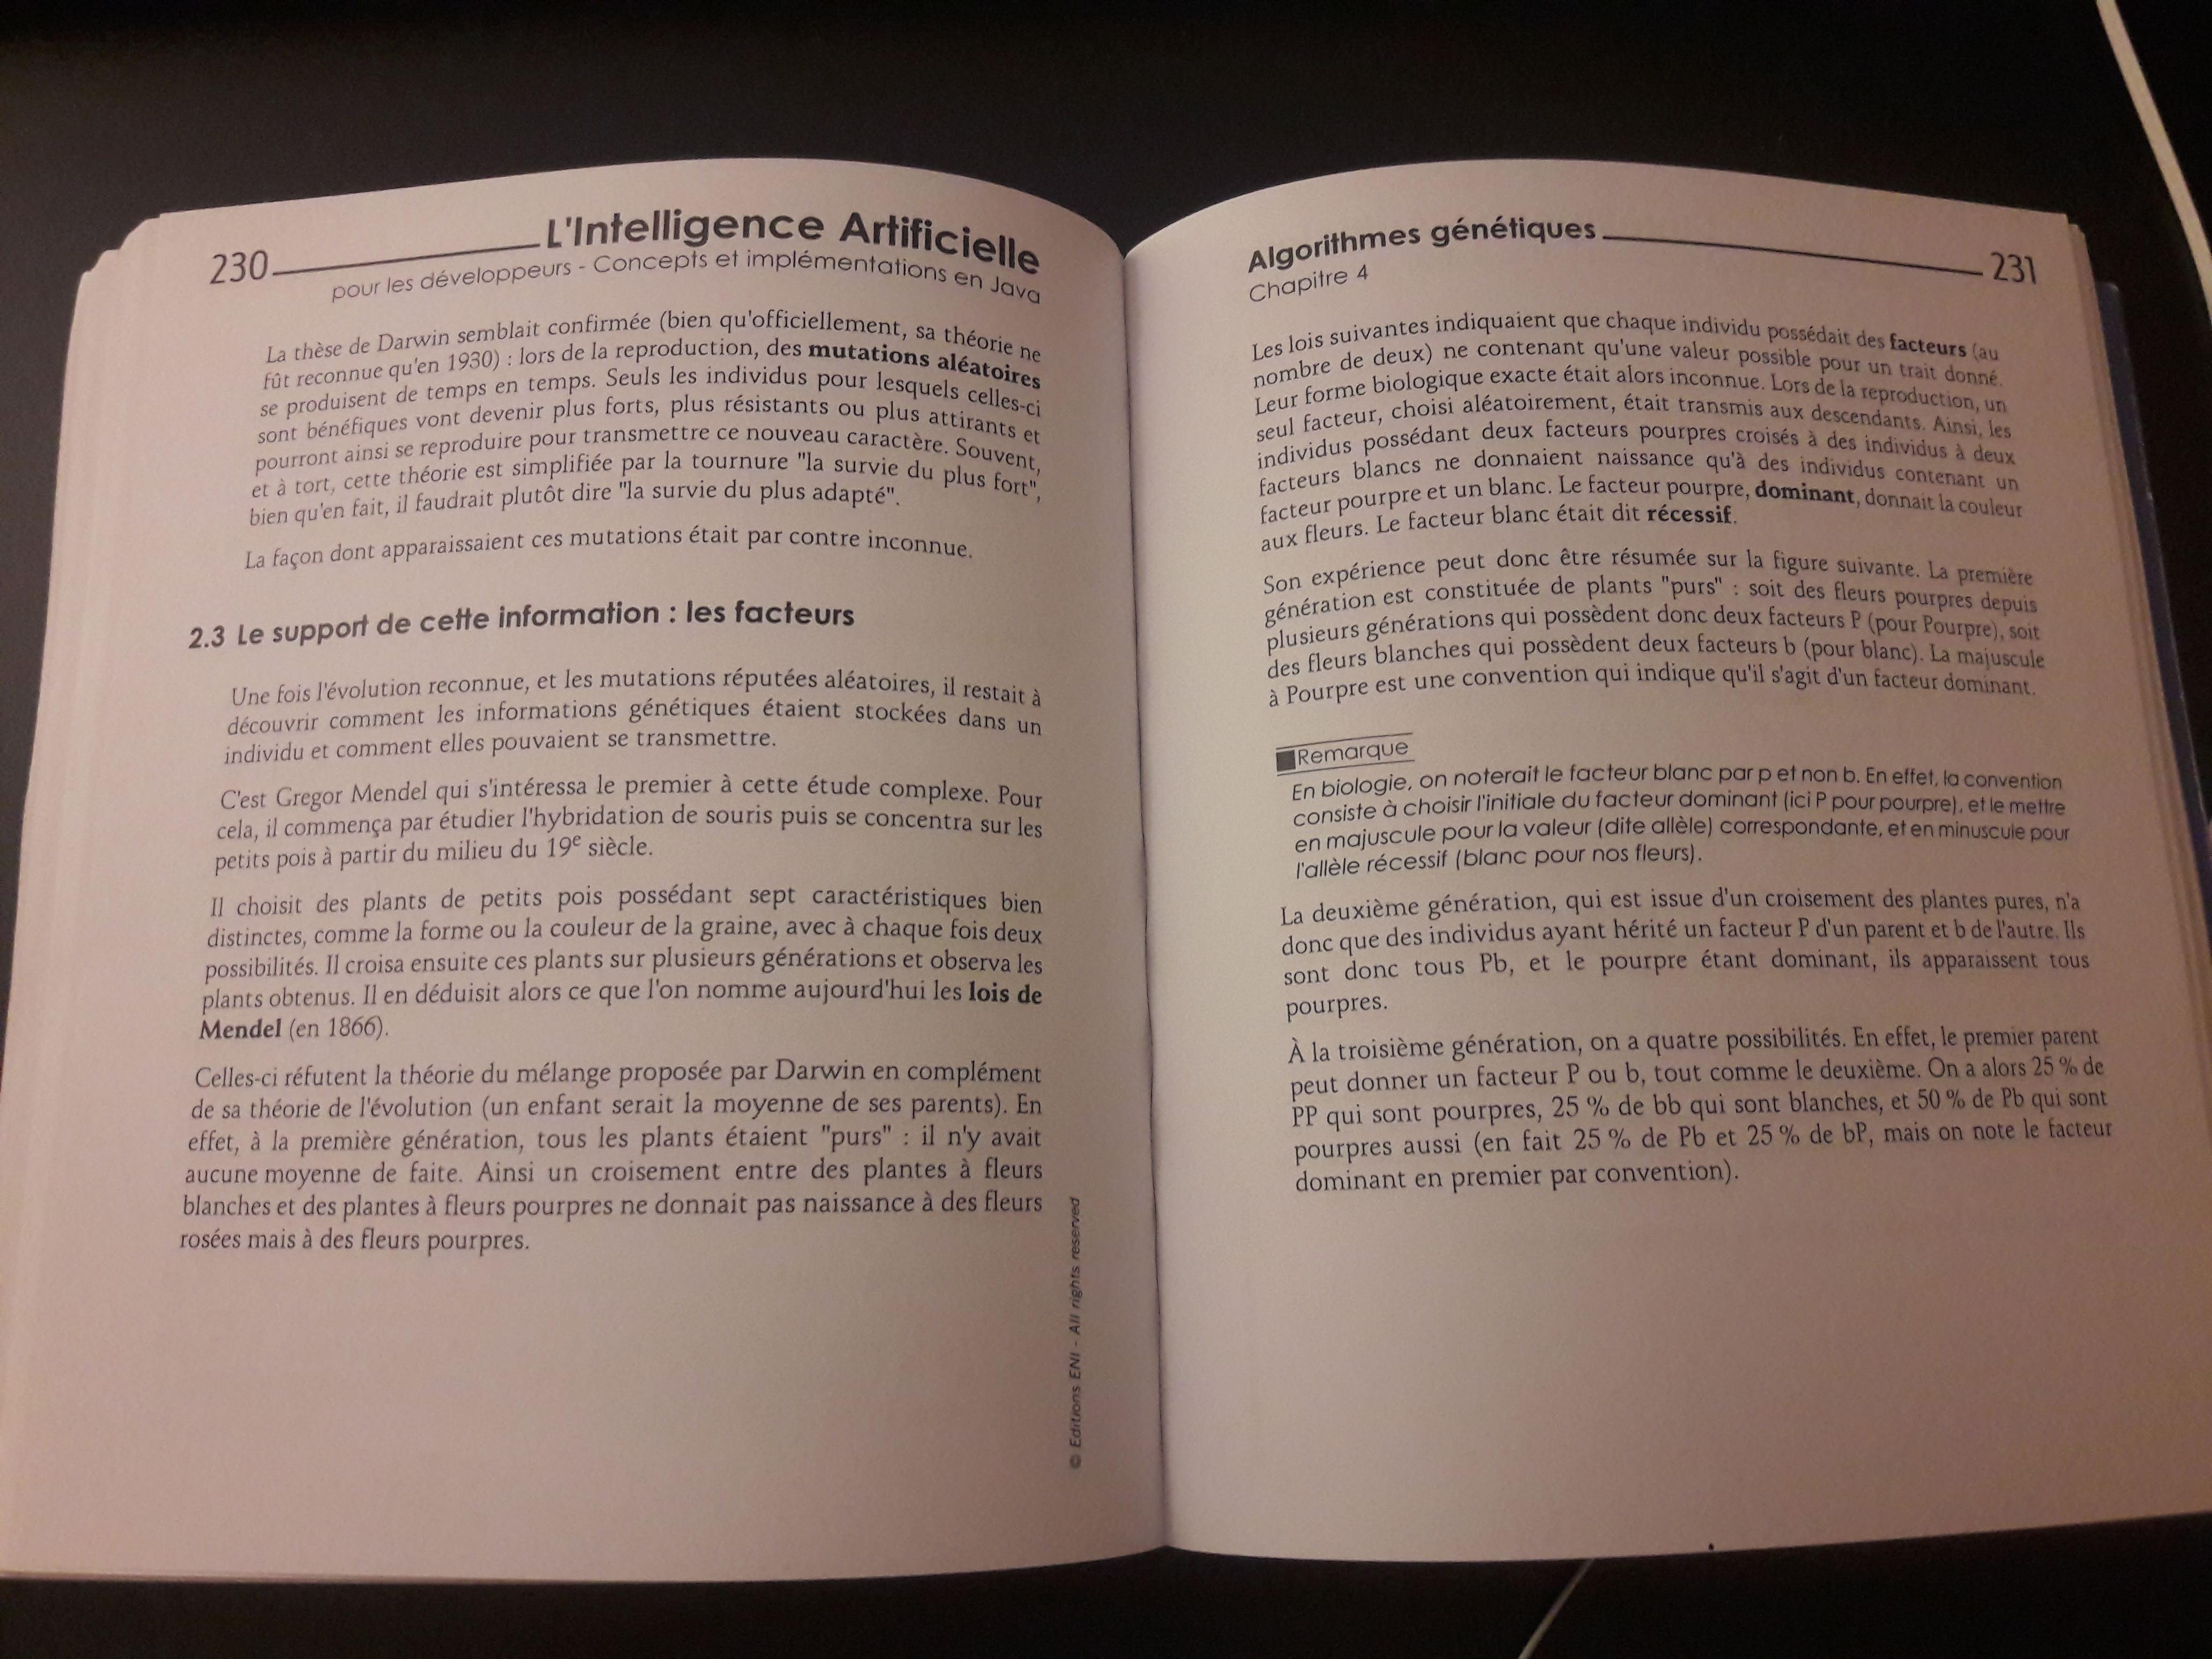 230
L'Intelligence Artificielle
pour les développeurs - Concepts et implémentations en Java
La thèse de Darwin semblait confirmée (bien qu'officiellement, sa théorie ne
fût reconnue qu'en 1930) : lors de la reproduction, des mutations aléatoires
se produisent de temps en temps. Seuls les individus pour lesquels celles-ci
sont bénéfiques vont devenir plus forts, plus résistants ou plus attirants et
pourront ainsi se reproduire pour transmettre ce nouveau caractère. Souvent,
et à tort, cette théorie est simplifiée par la tournure "la survie du plus fort",
bien qu'en fait, il faudrait plutôt dire "la survie du plus adapté".
La façon dont apparaissaient ces mutations était par contre inconnue.
2.3 Le support de cette information : les facteurs
Une fois l'évolution reconnue, et les mutations réputées aléatoires, il restait à
découvrir comment les informations génétiques étaient stockées dans un
individu et comment elles pouvaient se transmettre.
C'est Gregor Mendel qui s'intéressa le premier à cette étude complexe. Pour
cela, il commença par étudier l'hybridation de souris puis se concentra sur les
petits pois à partir du milieu du 19e siècle.
Il choisit des plants de petits pois possédant sept caractéristiques bien
distinctes, comme la forme ou la couleur de la graine, avec à chaque fois deux
possibilités. Il croisa ensuite ces plants sur plusieurs générations et observa les
plants obtenus. Il en déduisit alors ce que l'on nomme aujourd'hui les lois de
Mendel (en 1866).
Celles-ci réfutent la théorie du mélange proposée par Darwin en complément
de sa théorie de l'évolution (un enfant serait la moyenne de ses parents). En
effet, à la première génération, tous les plants étaient "purs" : il n'y avait
aucune moyenne de faite. Ainsi un croisement entre des plantes à fleurs
blanches et des plantes à fleurs pourpres ne donnait pas naissance à des fleurs
rosées mais à des fleurs pourpres.
© Editions ENI - All rights reserved
Algorithmes génétiques
231
Chapitre 4
Les lois suivantes indiquaient que chaque individu possédait des facteurs (au
nombre de deux) ne contenant qu'une valeur possible pour un trait donné.
Leur forme biologique exacte était alors inconnue. Lors de la reproduction, un
seul facteur, choisi aléatoirement, était transmis aux descendants. Ainsi, les
individus possédant deux facteurs pourpres croisés à des individus à deux
facteurs blancs ne donnaient naissance qu'à des individus contenant un
facteur pourpre et un blanc. Le facteur pourpre, dominant, donnait la couleur
aux fleurs. Le facteur blanc était dit récessif.
Son expérience peut donc être résumée sur la figure suivante. La première
génération est constituée de plants "purs" : soit des fleurs pourpres depuis
plusieurs générations qui possèdent donc deux facteurs P (pour Pourpre), soit
des fleurs blanches qui possèdent deux facteurs b (pour blanc). La majuscule
à Pourpre est une convention qui indique qu'il s'agit d'un facteur dominant.
Remarque
En biologie, on noterait le facteur blanc par p et non b. En effet, la convention
consiste à choisir l'initiale du facteur dominant (ici P pour pourpre), et le mettre
en majuscule pour la valeur (dite allèle) correspondante, et en minuscule pour
l'allèle récessif (blanc pour nos fleurs).
La deuxième génération, qui est issue d'un croisement des plantes pures, n'a
donc que des individus ayant hérité un facteur P d'un parent et b de l'autre. Ils
sont donc tous Pb, et le pourpre étant dominant, ils apparaissent tous
pourpres.
À la troisième génération, on a quatre possibilités. En effet, le premier parent
peut donner un facteur P ou b, tout comme le deuxième. On a alors 25 % de
PP qui sont pourpres, 25 % de bb qui sont blanches, et 50 % de Pb qui sont
pourpres aussi (en fait 25 % de Pb et 25 % de bP, mais on note le facteur
dominant en premier par convention).